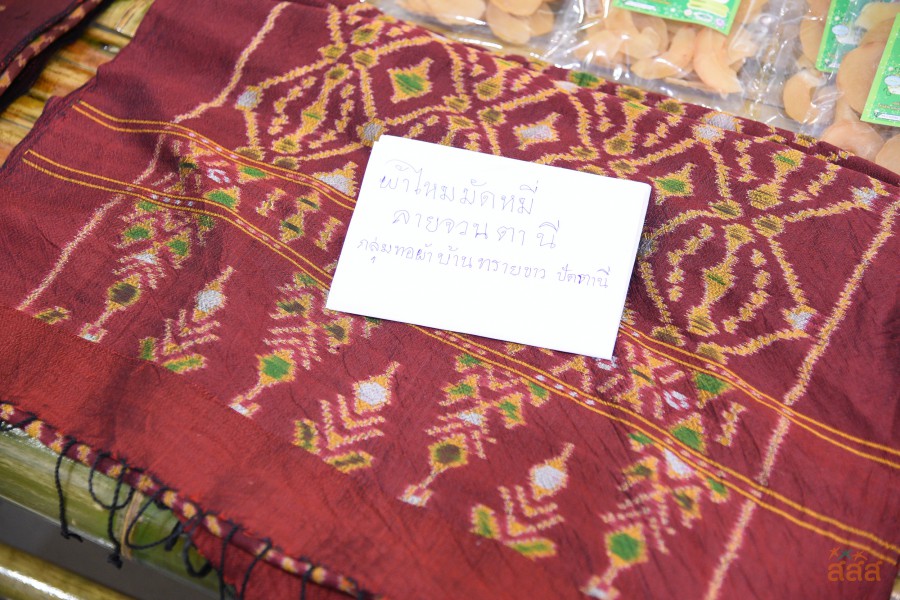 ผ้าไหมมัดหมี่
ลายจวนตานี
กลุ่มทอผ้าบ้านทรายขาว ปัตตานี
สสส